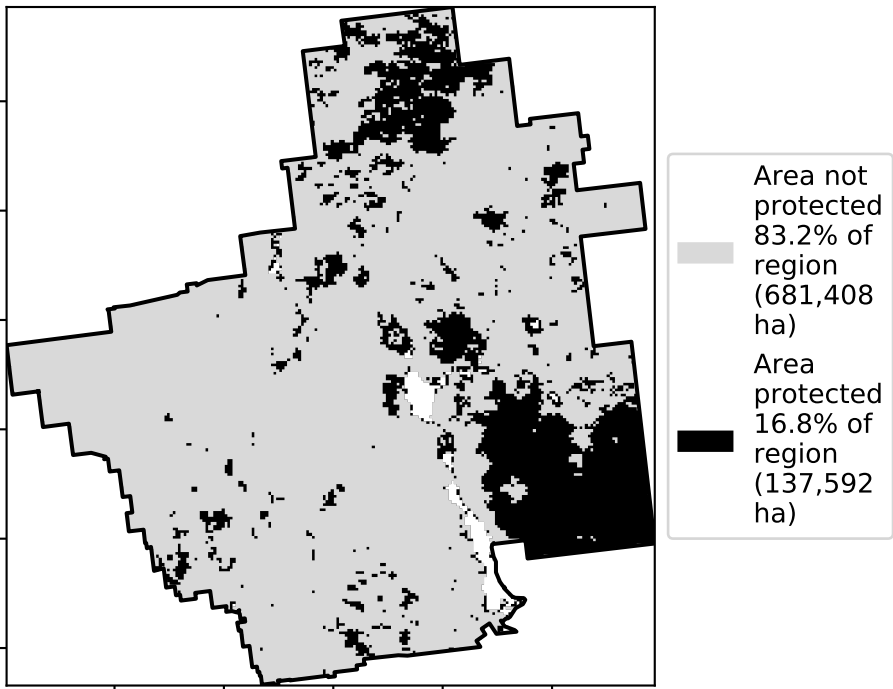 Area not
protected
83.2% of
region
(681,408
ha)
Area
protected
16.8% of
region
(137,592
ha)